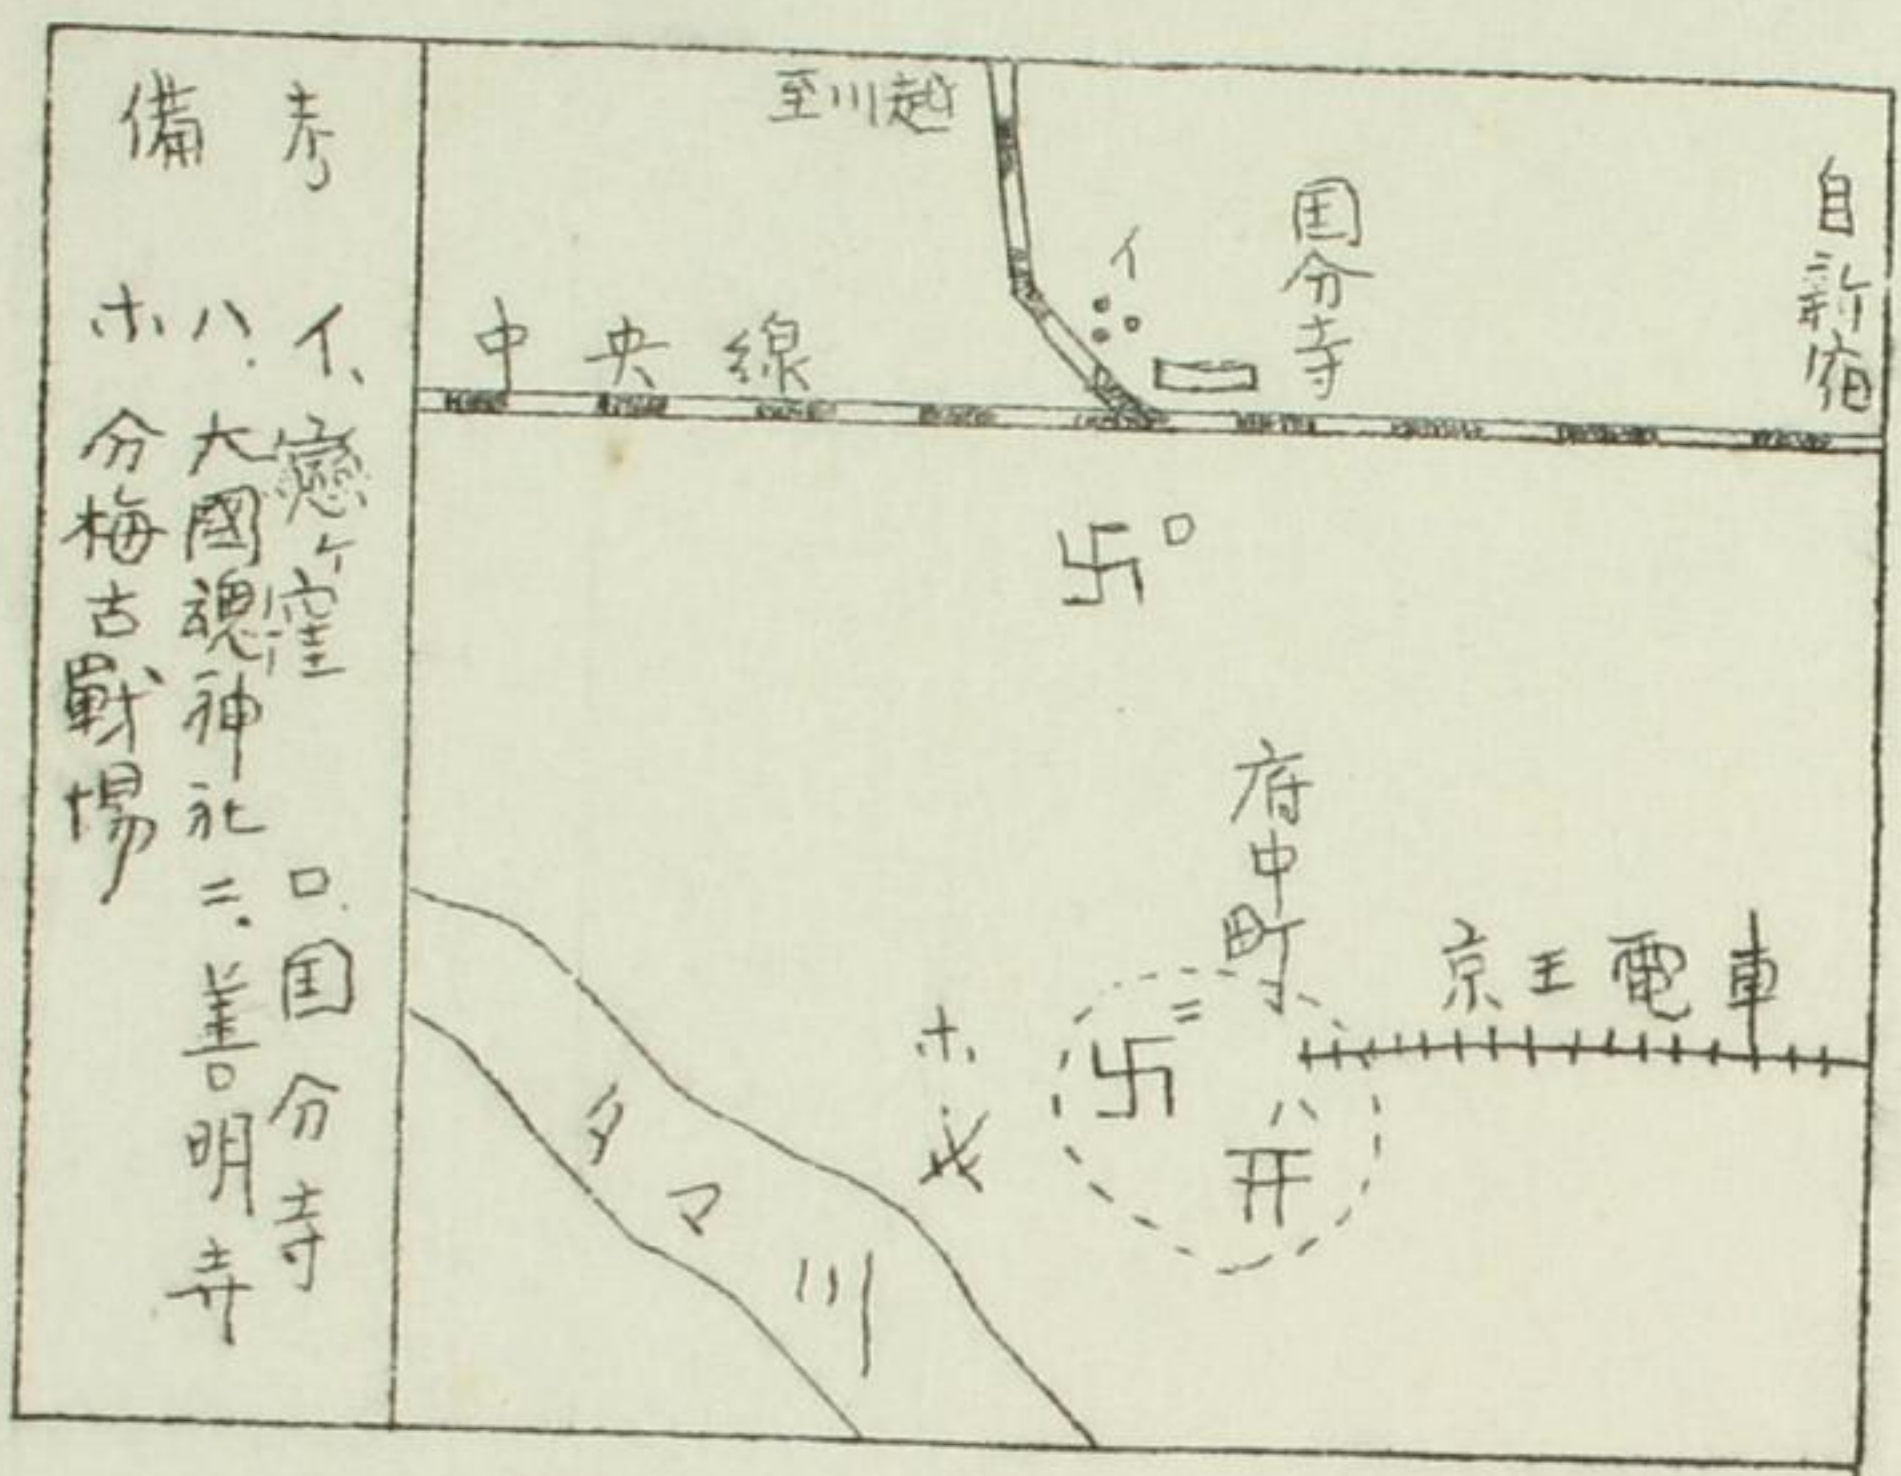 備考
イ、戀ヶ窪 ロ.国分寺
ハ.大國魂神社 ニ.善明寺
ホ 分梅古戰場
至川越
自新宿
国分寺
イ
中央線
ロ
府中町
京王電車
ニ
ハ
ホ
タマ川